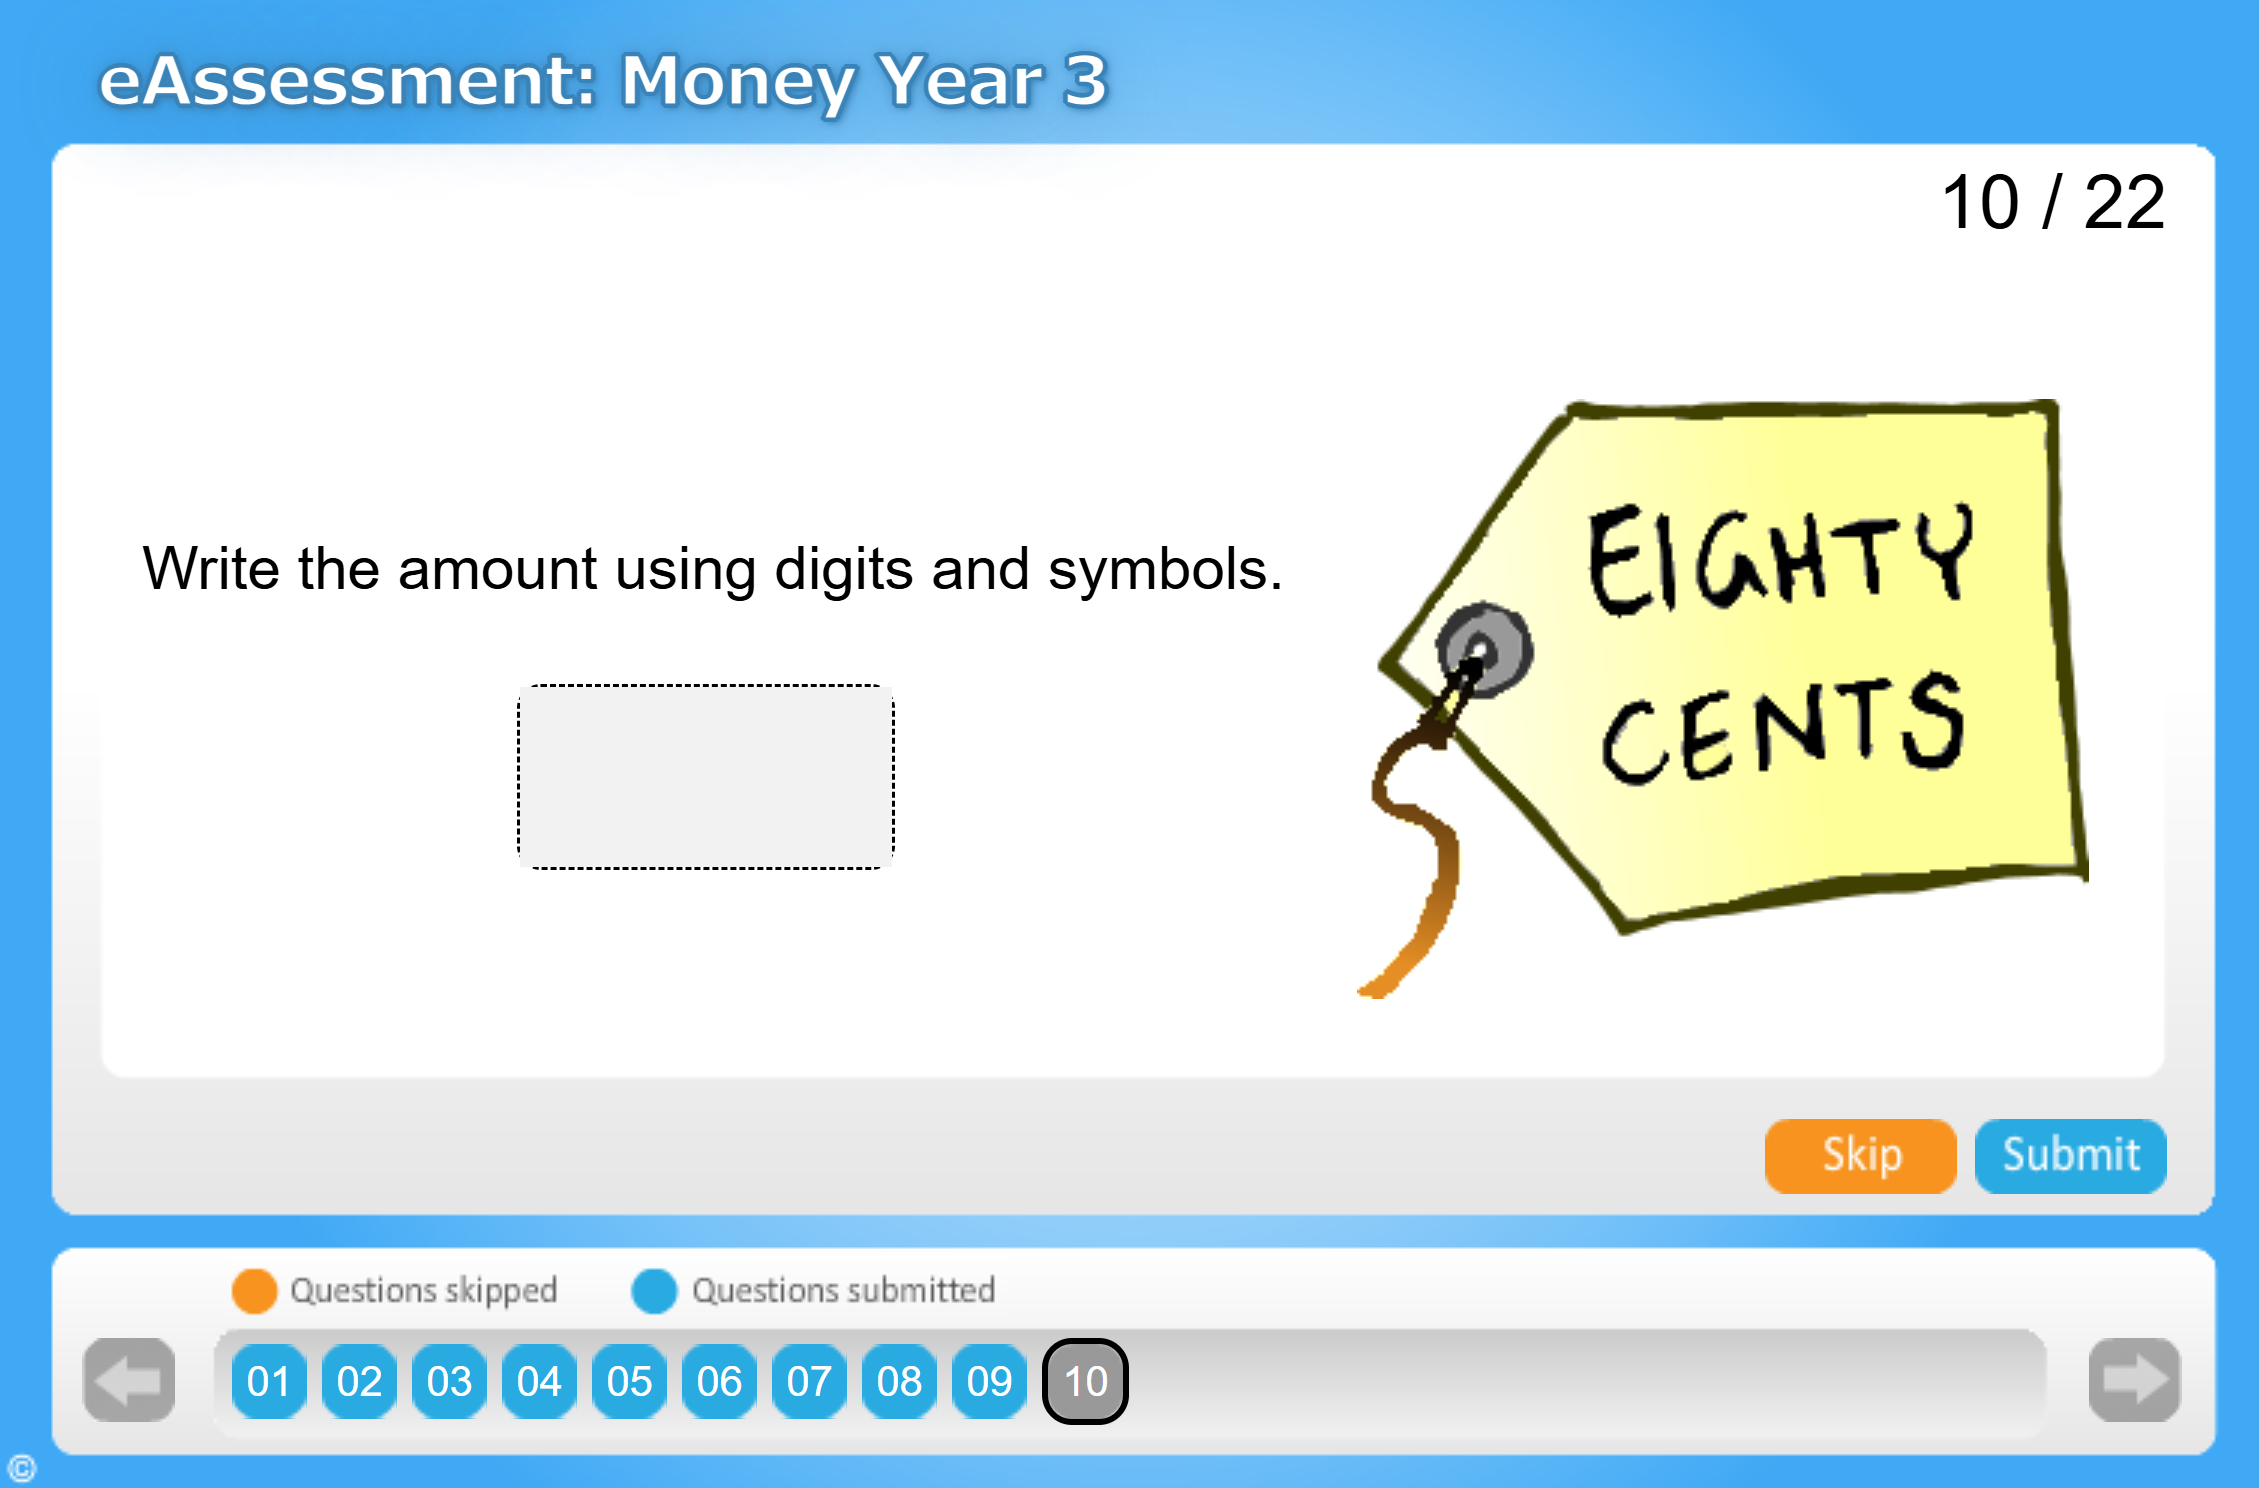 eAssessment: Money Year 3
10 / 22
Write the amount using digits and symbols.
EIGHTY
CENTS
Skip
Submit
Questions skipped
Questions submitted
01 02 03 04 05 06 07 08 09 10
©